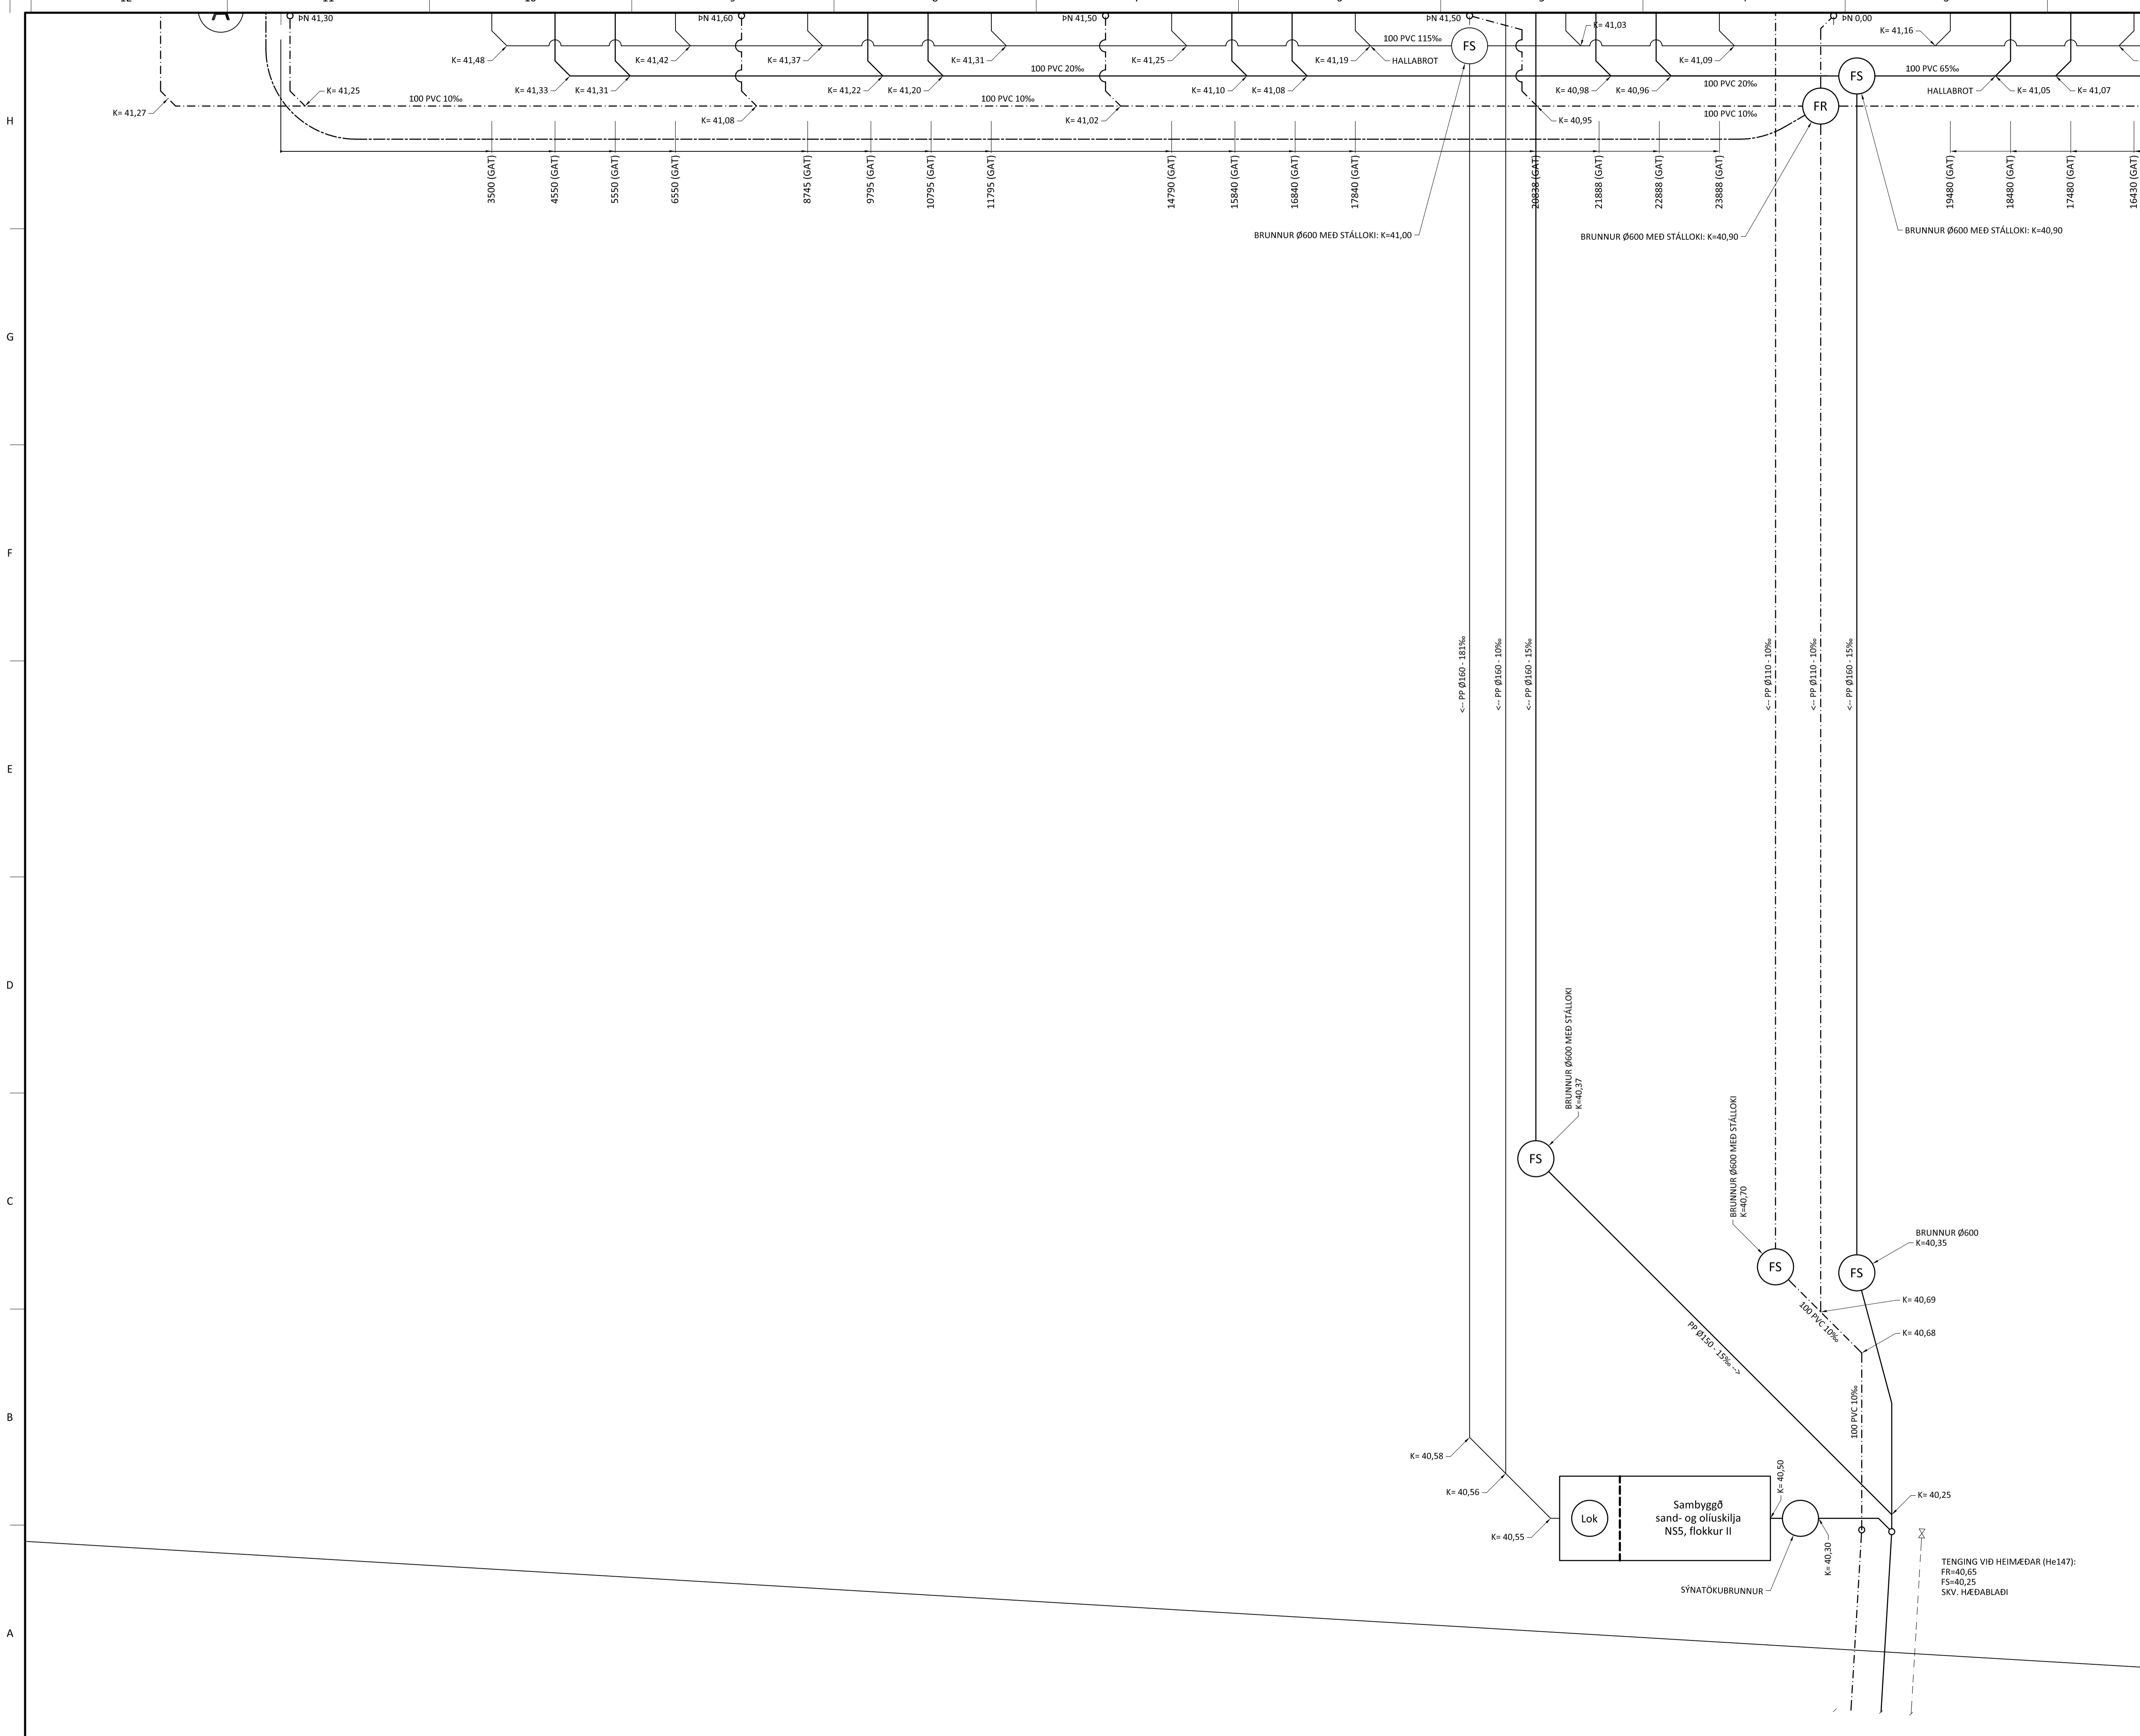 ÞN 41,30
ÞN 41,60
ÞN 41,50
ÞN 41,50
ÞN 0,00
K= 41,03
K= 41,16
100 PVC 115‰
FS
K= 41,48
K= 41,42
K= 41,37
K= 41,31
K= 41,25
K= 41,19
HALLABROT
K= 41,09
100 PVC 20‰
100 PVC 65‰
FS
K= 41,25
K= 41,33
K= 41,31
K= 41,22
K= 41,20
K= 41,10
K= 41,08
K= 40,98
K= 40,96
100 PVC 20‰
HALLABROT
K= 41,05
K= 41,07
100 PVC 10‰
100 PVC 10‰
FR
K= 41,27
K= 41,08
K= 41,02
K= 40,95
100 PVC 10‰
H
3500 (GAT)
4550 (GAT)
5550 (GAT)
6550 (GAT)
8745 (GAT)
9795 (GAT)
10795 (GAT)
11795 (GAT)
14790 (GAT)
15840 (GAT)
16840 (GAT)
17840 (GAT)
20838 (GAT)
21888 (GAT)
22888 (GAT)
23888 (GAT)
19480 (GAT)
18480 (GAT)
17480 (GAT)
16430 (GAT)
BRUNNUR Ø600 MEÐ STÁLLOKI: K=41,00
BRUNNUR Ø600 MEÐ STÁLLOKI: K=40,90
BRUNNUR Ø600 MEÐ STÁLLOKI: K=40,90
G
F
<-- PP Ø160 - 181‰
<-- PP Ø160 - 10‰
<-- PP Ø160 - 15‰
<-- PP Ø110 - 10‰
<-- PP Ø110 - 10‰
<-- PP Ø160 - 15‰
E
D
BRUNNUR Ø600 MEÐ STÁLLOKI
K=40,37
FS
C
BRUNNUR Ø600 MEÐ STÁLLOKI
K=40,70
BRUNNUR Ø600
K=40,35
FS
FS
K= 40,69
100 PVC 10‰
K= 40,68
PP Ø150 - 15‰ -->
100 PVC 10‰
B
K= 40,58
K= 40,56
K= 40,50
K= 40,25
Lok
Sambyggð
sand- og olíuskilja
NS5, flokkur II
K= 40,55
K= 40,30
SÝNATÖKUBRUNNUR
TENGING VIÐ HEIMÆÐAR (He147):
FR=40,65
FS=40,25
SKV. HÆÐABLAÐI
A